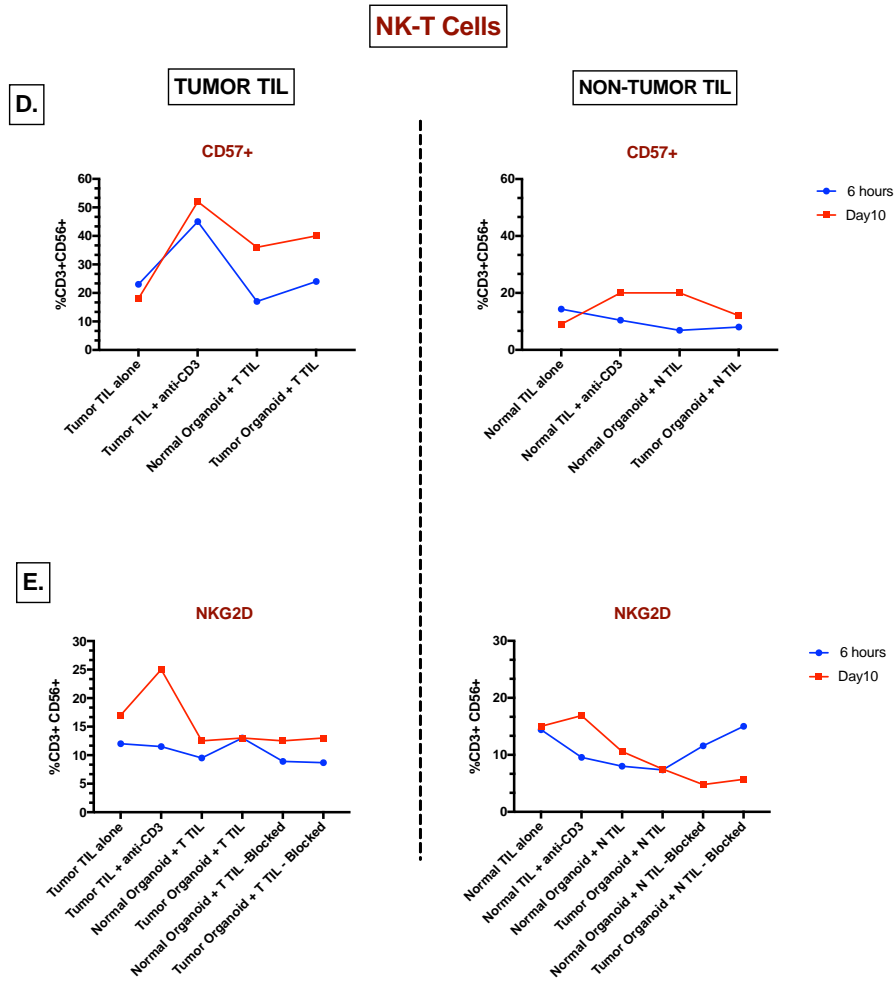 NK-T Cells
D.
TUMOR TIL
NON-TUMOR TIL
CD57+
60
50
40
30
20
10
0
%CD3+CD56+
Tumor TIL alone
Tumor TIL + anti-CD3
Normal Organoid + T TIL
Tumor Organoid + T TIL
CD57+
60
40
20
0
%CD3+CD56+
Normal TIL alone
Normal TIL + anti-CD3
Normal Organoid + N TIL
Tumor Organoid + N TIL
6 hours
Day10
E.
NKG2D
30
25
20
15
10
5
0
%CD3+ CD56+
Tumor TIL alone
Tumor TIL + anti-CD3
Normal Organoid + T TIL
Tumor Organoid + T TIL
Normal Organoid + T TIL -Blocked
Tumor Organoid + T TIL - Blocked
NKG2D
30
20
10
0
%CD3+ CD56+
Normal TIL alone
Normal TIL + anti-CD3
Normal Organoid + N TIL
Tumor Organoid + N TIL
Normal Organoid + N TIL -Blocked
Tumor Organoid + N TIL - Blocked
6 hours
Day10